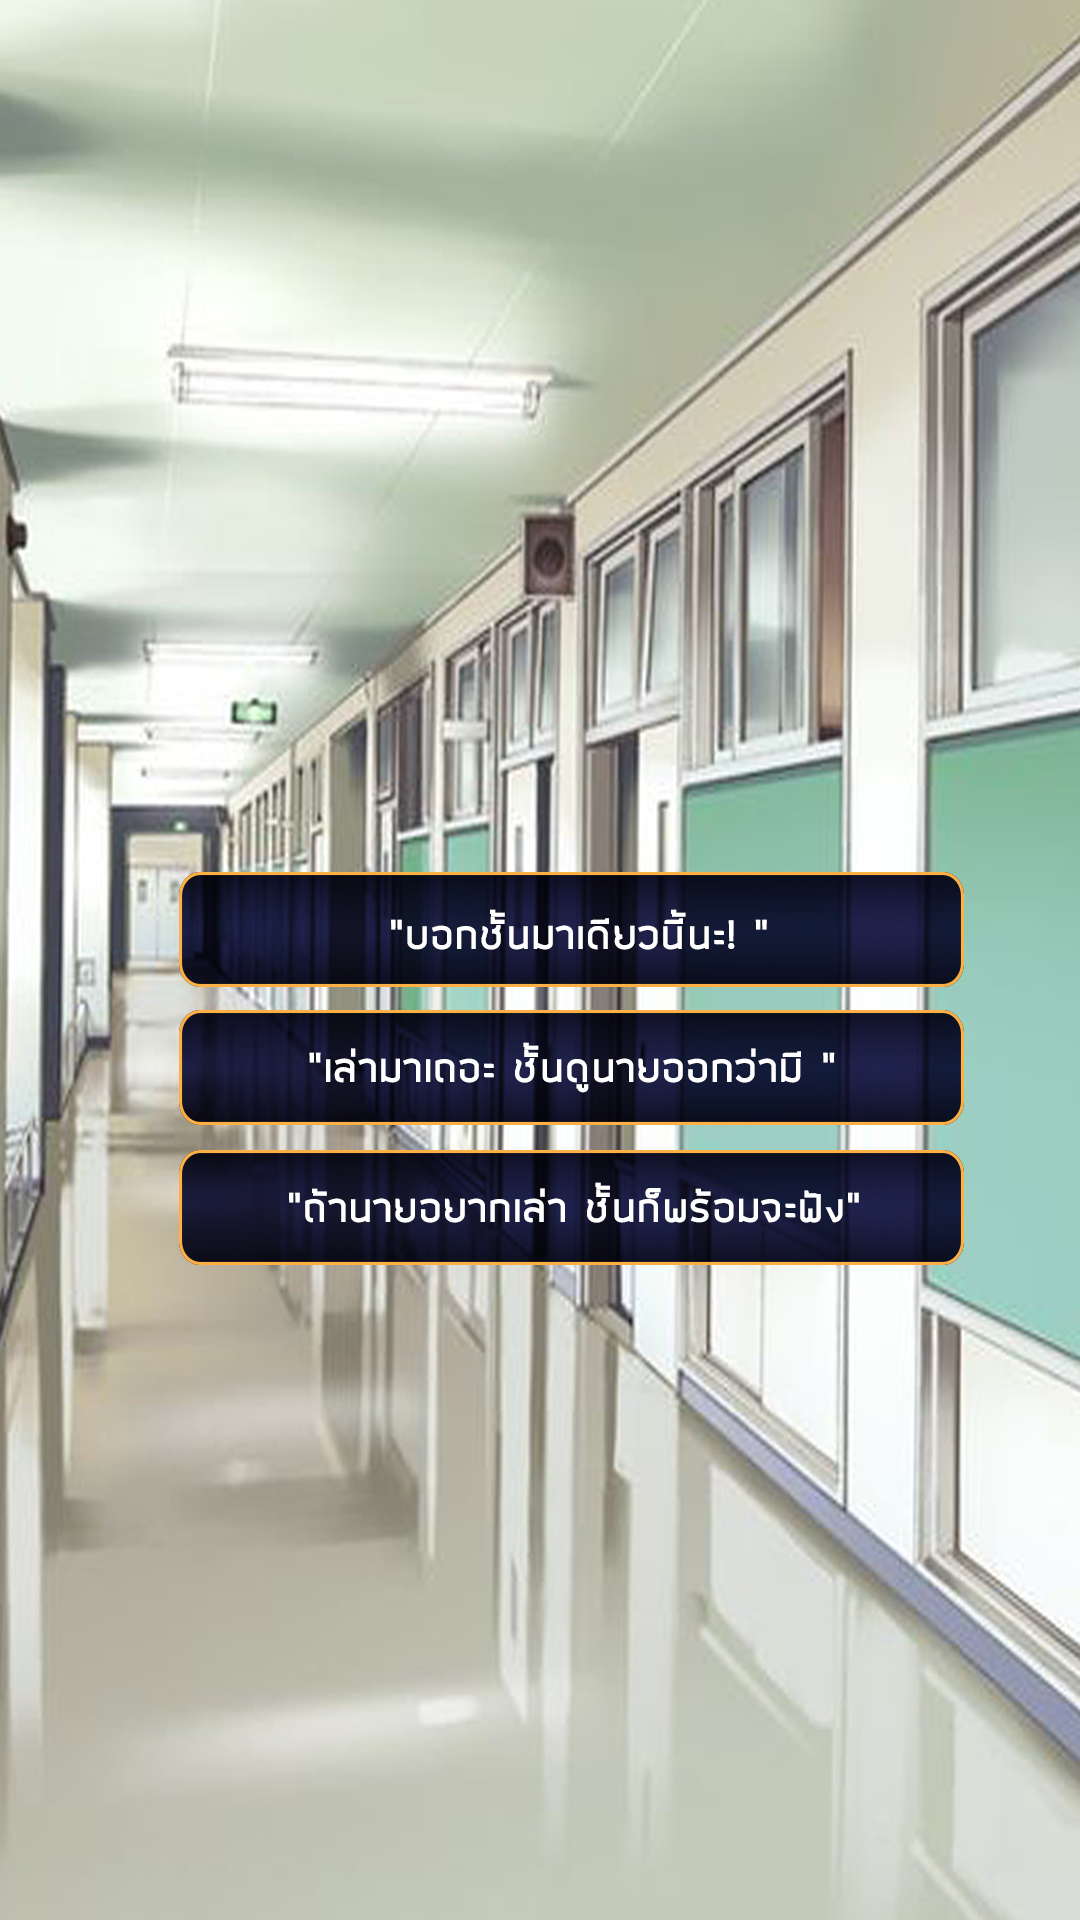 "บอกชั้นมาเดียวนี้นะ! "
"เล่ามาเถอะ ชั้นดูนายออกว่ามี "
"ถ้านายอยากเล่า ชั้นก็พร้อมจะฟัง"